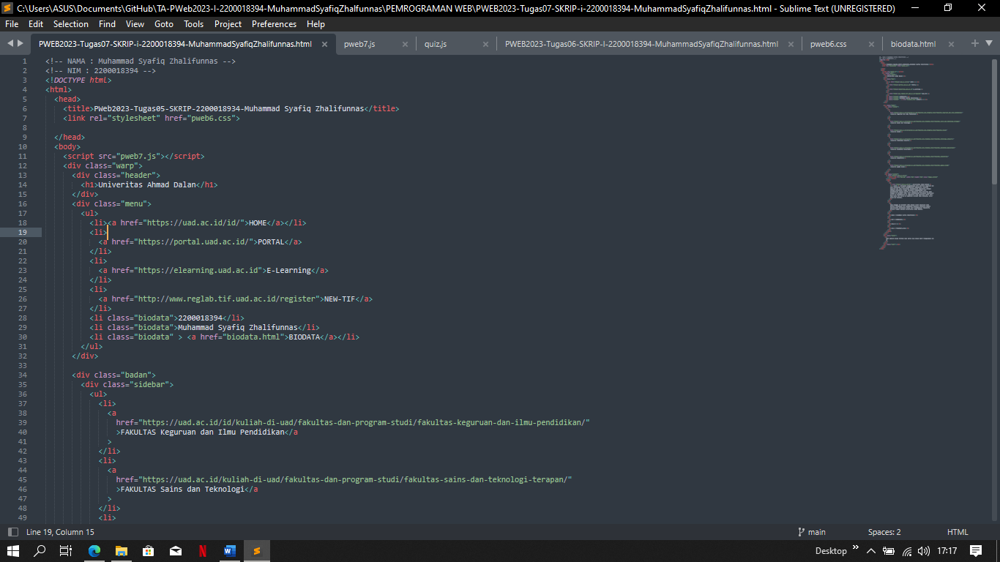 C:\Users\ASUS\Documents\GitHub\TA-PWeb2023-I-2200018394-MuhammadSyafiqZhalfunnas\PEMROGRAMAN WEB\PWEB2023-Tugas07-SKRIP-i-2200018394-MuhammadSyafiqZhalifunnas.html - Sublime Text (UNREGISTERED)
File Edit Selection Find View Goto Tools Project Preferences Help
PWEB2023-Tugas07-SKRIP-i-2200018394-MuhammadSyafiqZhalifunnas.html pweb7.js quiz.js PWEB2023-Tugas06-SKRIP-I-2200018394-MuhammadSyafiqZhalifunnas.html pweb6.css biodata.html
1 <!-- NAMA : Muhammad Syafiq Zhalifunnas -->
2 <!-- NIM : 2200018394 -->
3 <!DOCTYPE html>
4 <html>
5 <head>
6 <title>PWeb2023-Tugas05-SKRIP-2200018934-Muhammad Syafiq Zhalifunnas</title>
7 <link rel="stylesheet" href="pweb6.css">
8
9 </head>
10 <body>
11 <script src="pweb7.js"></script>
12 <div class="warp">
13 <div class="header">
14 <h1>Univeritas Ahmad Dalan</h1>
15 </div>
16 <div class="menu">
17 <ul>
18 <li><a href="https://uad.ac.id/id/">HOME</a></li>
19 <li>
20 <a href="https://portal.uad.ac.id/">PORTAL</a>
21 </li>
22 <li>
23 <a href="https://elearning.uad.ac.id">E-Learning</a>
24 </li>
25 <li>
26 <a href="http://www.reglab.tif.uad.ac.id/register">NEW-TIF</a>
27 </li>
28 <li class="biodata">2200018394</li>
29 <li class="biodata">Muhammad Syafiq Zhalifunnas</li>
30 <li class="biodata" > <a href="biodata.html">BIODATA</a></li>
31 </ul>
32 </div>
33
34 <div class="badan">
35 <div class="sidebar">
36 <ul>
37 <li>
38 <a
39 href="https://uad.ac.id/id/kuliah-di-uad/fakultas-dan-program-studi/fakultas-keguruan-dan-ilmu-pendidikan/"
40 >FAKULTAS Keguruan dan Ilmu Pendidikan</a
41 >
42 </li>
43 <li>
44 <a
45 href="https://uad.ac.id/id/kuliah-di-uad/fakultas-dan-program-studi/fakultas-sains-dan-teknologi-terapan/"
46 >FAKULTAS Sains dan Teknologi</a
47 >
48 </li>
49 <li>
Line 19, Column 15 main Spaces: 2 HTML
Desktop 17:17